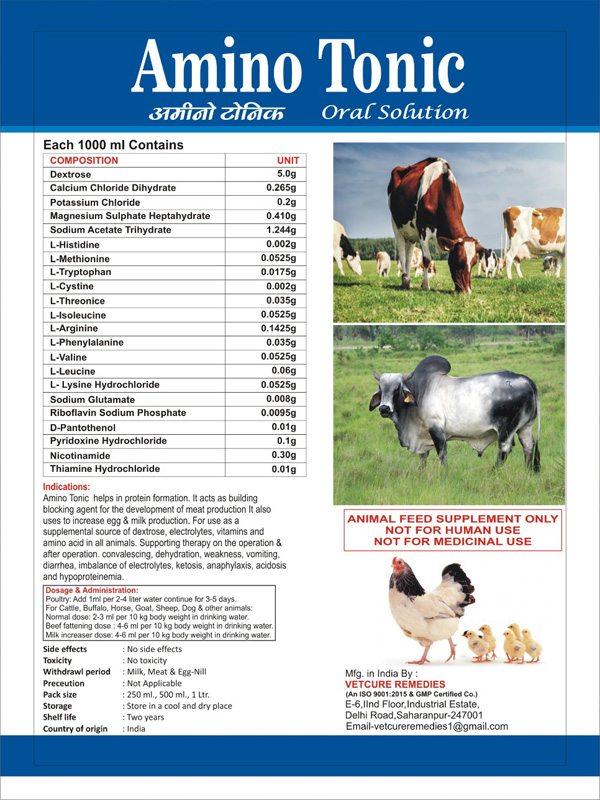 Amino Tonic
अमीनो टोनिक Oral Solution
Each 1000 ml Contains
COMPOSITION UNIT
Dextrose 5.0g
Calcium Chloride Dihydrate 0.265g
Potassium Chloride 0.2g
Magnesium Sulphate Heptahydrate 0.410g
Sodium Acetate Trihydrate 1.244g
L-Histidine 0.002g
L-Methionine 0.0525g
L-Tryptophan 0.0175g
L-Cystine 0.002g
L-Threonice 0.035g
L-Isoleucine 0.0525g
L-Arginine 0.1425g
L-Phenylalanine 0.035g
L-Valine 0.0525g
L-Leucine 0.06g
L- Lysine Hydrochloride 0.0525g
Sodium Glutamate 0.008g
Riboflavin Sodium Phosphate 0.0095g
D-Pantothenol 0.01g
Pyridoxine Hydrochloride 0.1g
Nicotinamide 0.30g
Thiamine Hydrochloride 0.01g
Indications:
Amino Tonic helps in protein formation. It acts as building
blocking agent for the development of meat production It also
uses to increase egg & milk production. For use as a
supplemental source of dextrose, electrolytes, vitamins and
amino acid in all animals. Supporting therapy on the operation &
after operation. convalescing, dehydration, weakness, vomiting,
diarrhea, imbalance of electrolytes, ketosis, anaphylaxis, acidosis
and hypoproteinemia.
Dosage & Administration:
Poultry: Add 1ml per 2-4 liter water continue for 3-5 days.
For Cattle, Buffalo, Horse, Goat, Sheep, Dog & other animals:
Normal dose: 2-3 ml per 10 kg body weight in drinking water.
Beef fattening dose : 4-6 ml per 10 kg body weight in drinking water.
Milk increaser dose: 4-6 ml per 10 kg body weight in drinking water.
Side effects : No side effects
Toxicity : No toxicity
Withdrawl period : Milk, Meat & Egg-Nill
Preceution : Not Applicable
Pack size : 250 ml., 500 ml., 1 Ltr.
Storage : Store in a cool and dry place
Shelf life : Two years
Country of origin : India
ANIMAL FEED SUPPLEMENT ONLY
NOT FOR HUMAN USE
NOT FOR MEDICINAL USE
Mfg. in India By :
VETCURE REMEDIES
(An ISO 9001:2015 & GMP Certified Co.)
E-6,IInd Floor,Industrial Estate,
Delhi Road,Saharanpur-247001
Email-vetcureremedies1@gmail.com